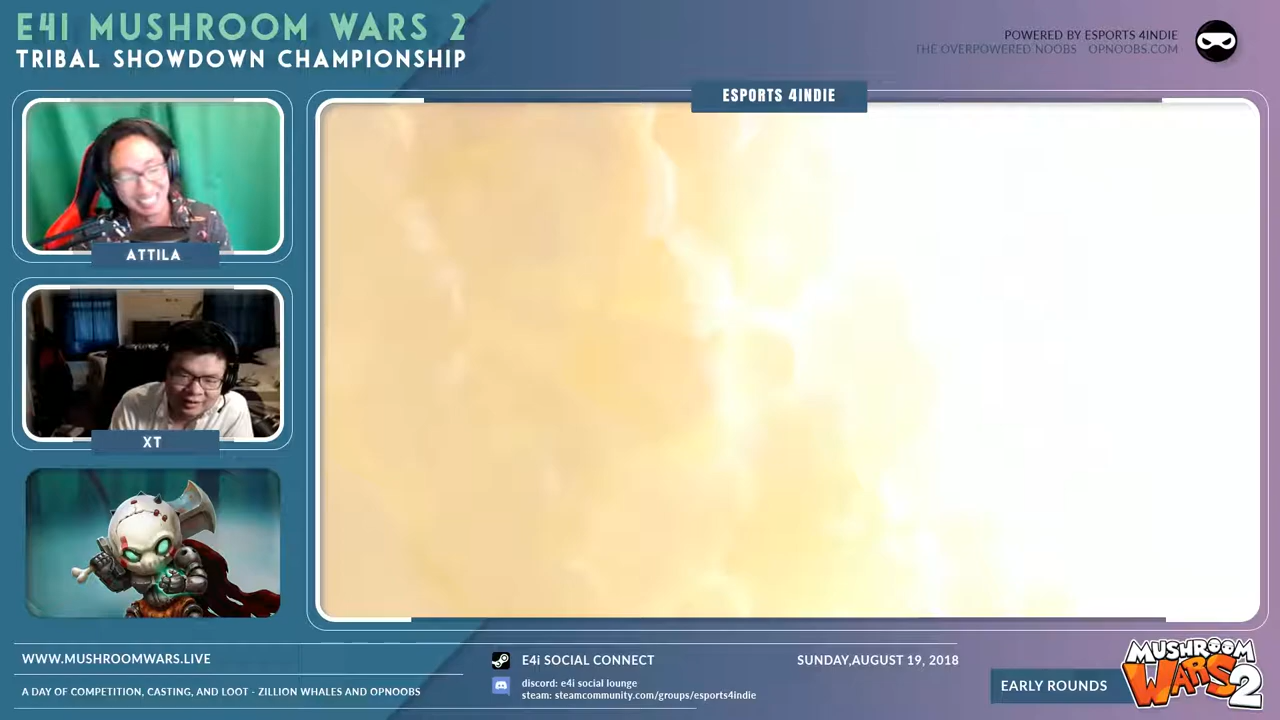 E4I MUSHROOM WARS 2
TRIBAL SHOWDOWN CHAMPIONSHIP
POWERED BY ESPORTS 4INDIE
THE OVERPOWERED NOOBS OPNOOBS.COM
ESPORTS 4INDIE
ATTILA
XT
WWW.MUSHROOMWARS.LIVE
A DAY OF COMPETITION, CASTING, AND LOOT - ZILLION WHALES AND OPNOOBS
E4i SOCIAL CONNECT
discord: e4i social lounge
steam: steamcommunity.com/groups/esports4indie
SUNDAY,AUGUST 19, 2018
EARLY ROUNDS
MUSHROOM
WARS 2